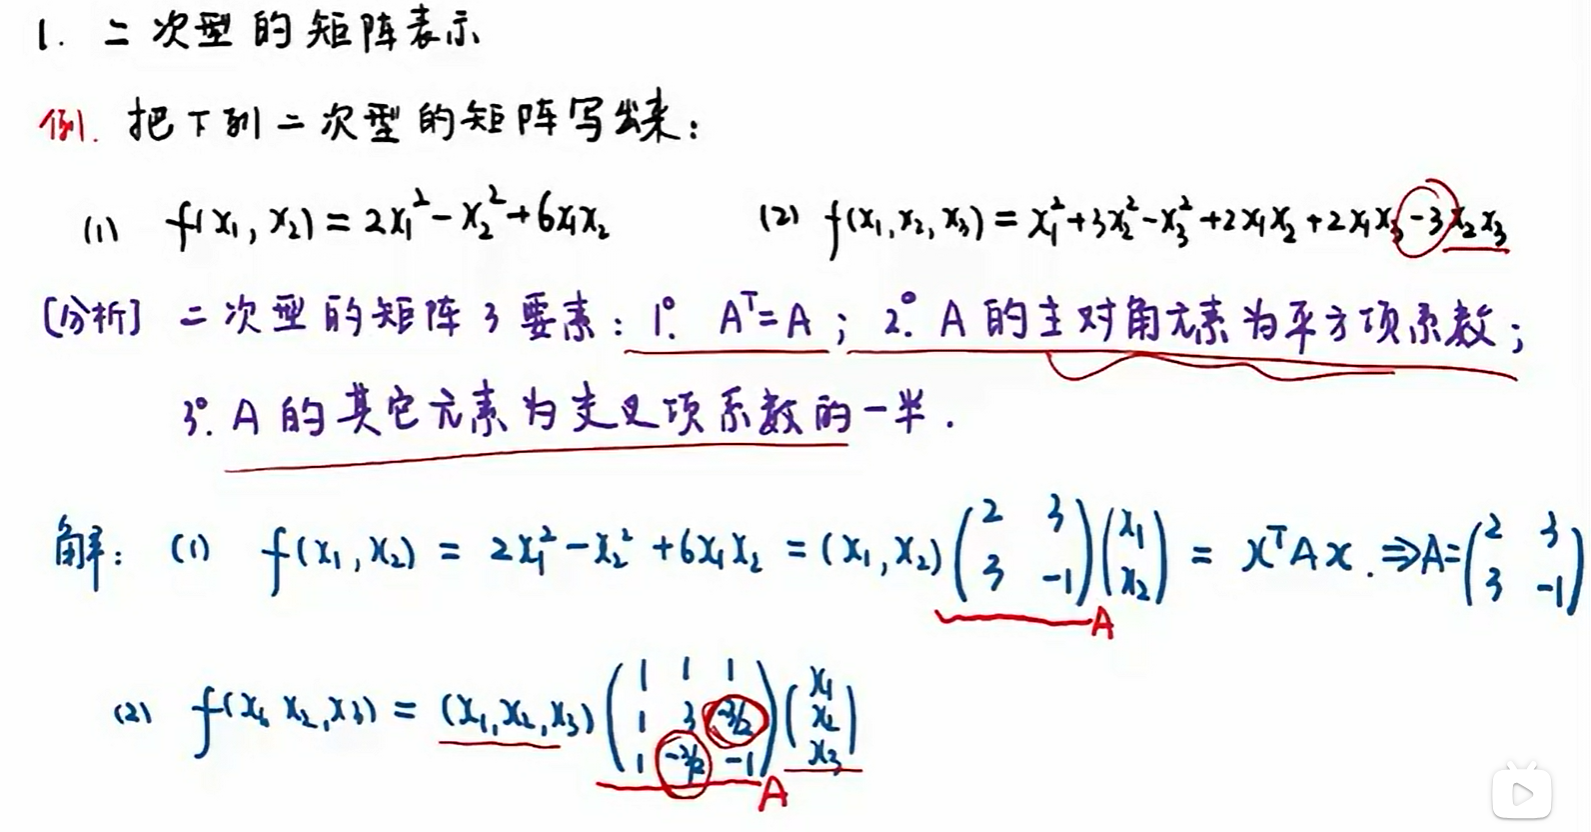 1. 二次型的矩阵表示
例. 把下列二次型的矩阵写出来:
(1) f(x₁, x₂) = 2x₁² - x₂² + 6x₁x₂ (2) f(x₁, x₂, x₃) = x₁² + 3x₂² - x₃² + 2x₁x₂ + 2x₁x₃ - 3x₂x₃
[分析] 二次型的矩阵3要素: 1°. Aᵀ=A; 2°. A的主对角元素为平方项系数;
3°. A的其它元素为交叉项系数的一半.
解: (1) f(x₁, x₂) = 2x₁² - x₂² + 6x₁x₂ = (x₁, x₂) (2 3; 3 -1) (x₁; x₂) = xᵀAx. ⇒ A = (2 3; 3 -1)
A
(2) f(x₁, x₂, x₃) = (x₁, x₂, x₃) (1 1 1; 1 3 -3/2; 1 -3/2 -1) (x₁; x₂; x₃)
A